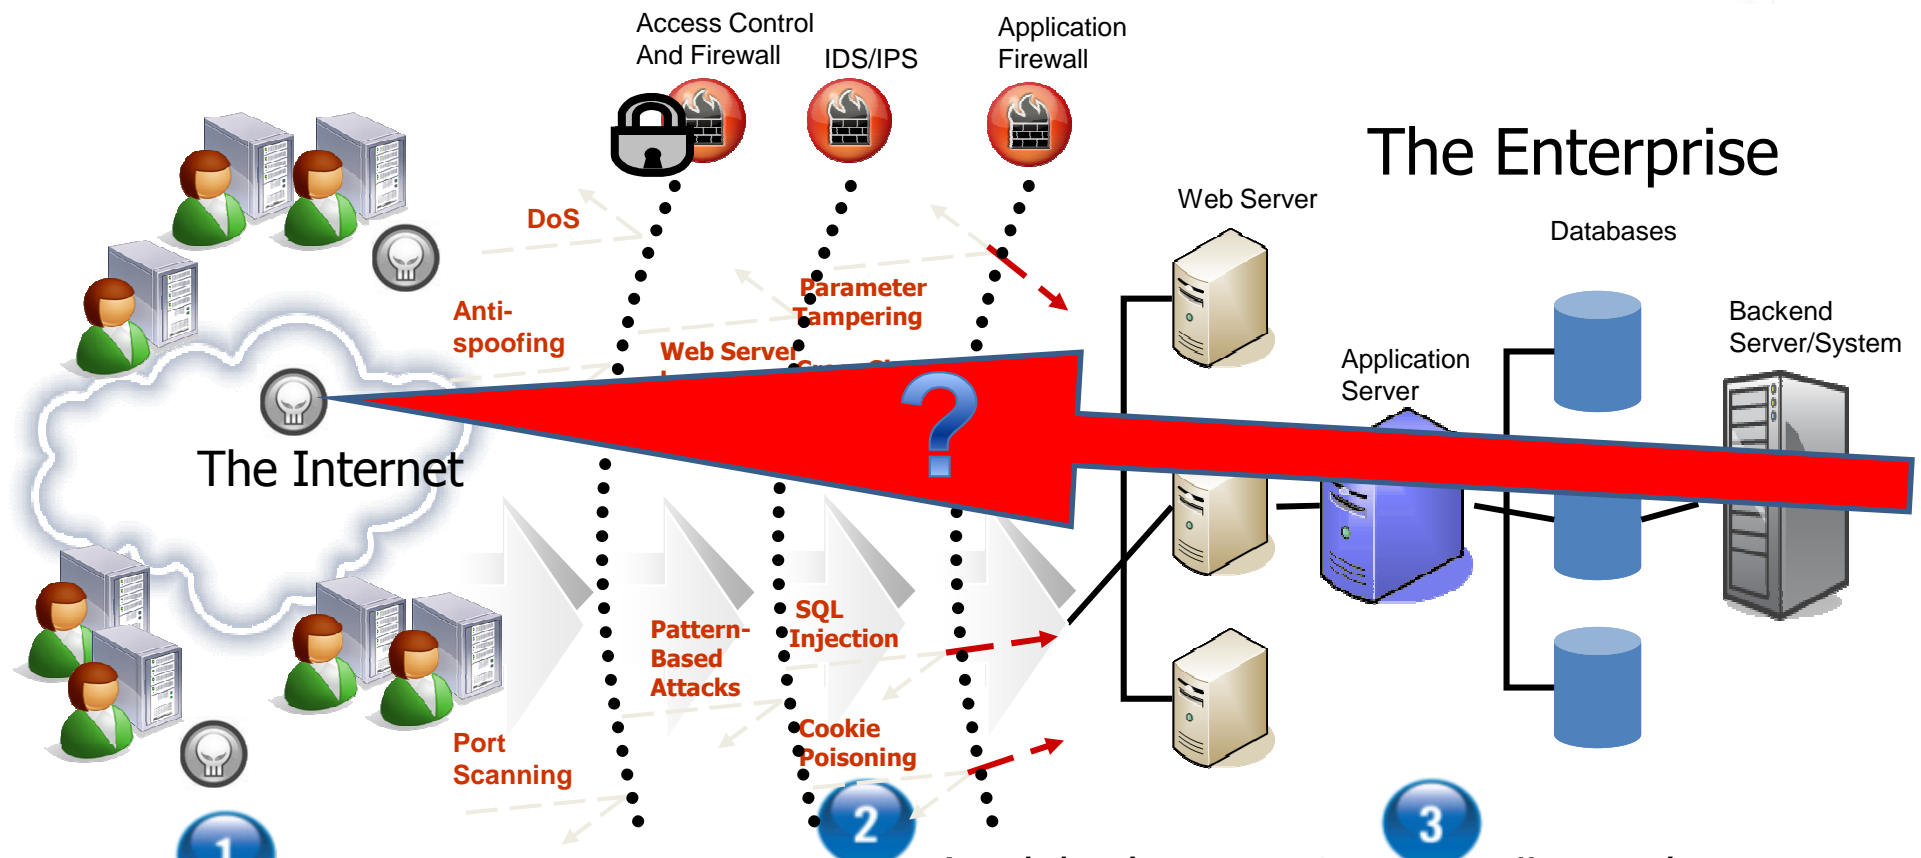 Access Control
And Firewall
IDS/IPS
Application
Firewall
The Enterprise
Web Server
DoS
Databases
Parameter
Tampering
Anti-
spoofing
Backend
Server/System
Web Server
Application
Server
?
The Internet
SQL
Injection
Pattern-
Based
Attacks
Cookie
Poisoning
Port
Scanning
1
2
3